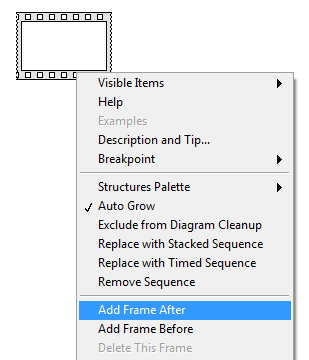 Visible Items
Help
Examples
Description and Tip...
Breakpoint
Structures Palette
Auto Grow
Exclude from Diagram Cleanup
Replace with Stacked Sequence
Replace with Timed Sequence
Remove Sequence
Add Frame After
Add Frame Before
Delete This Frame